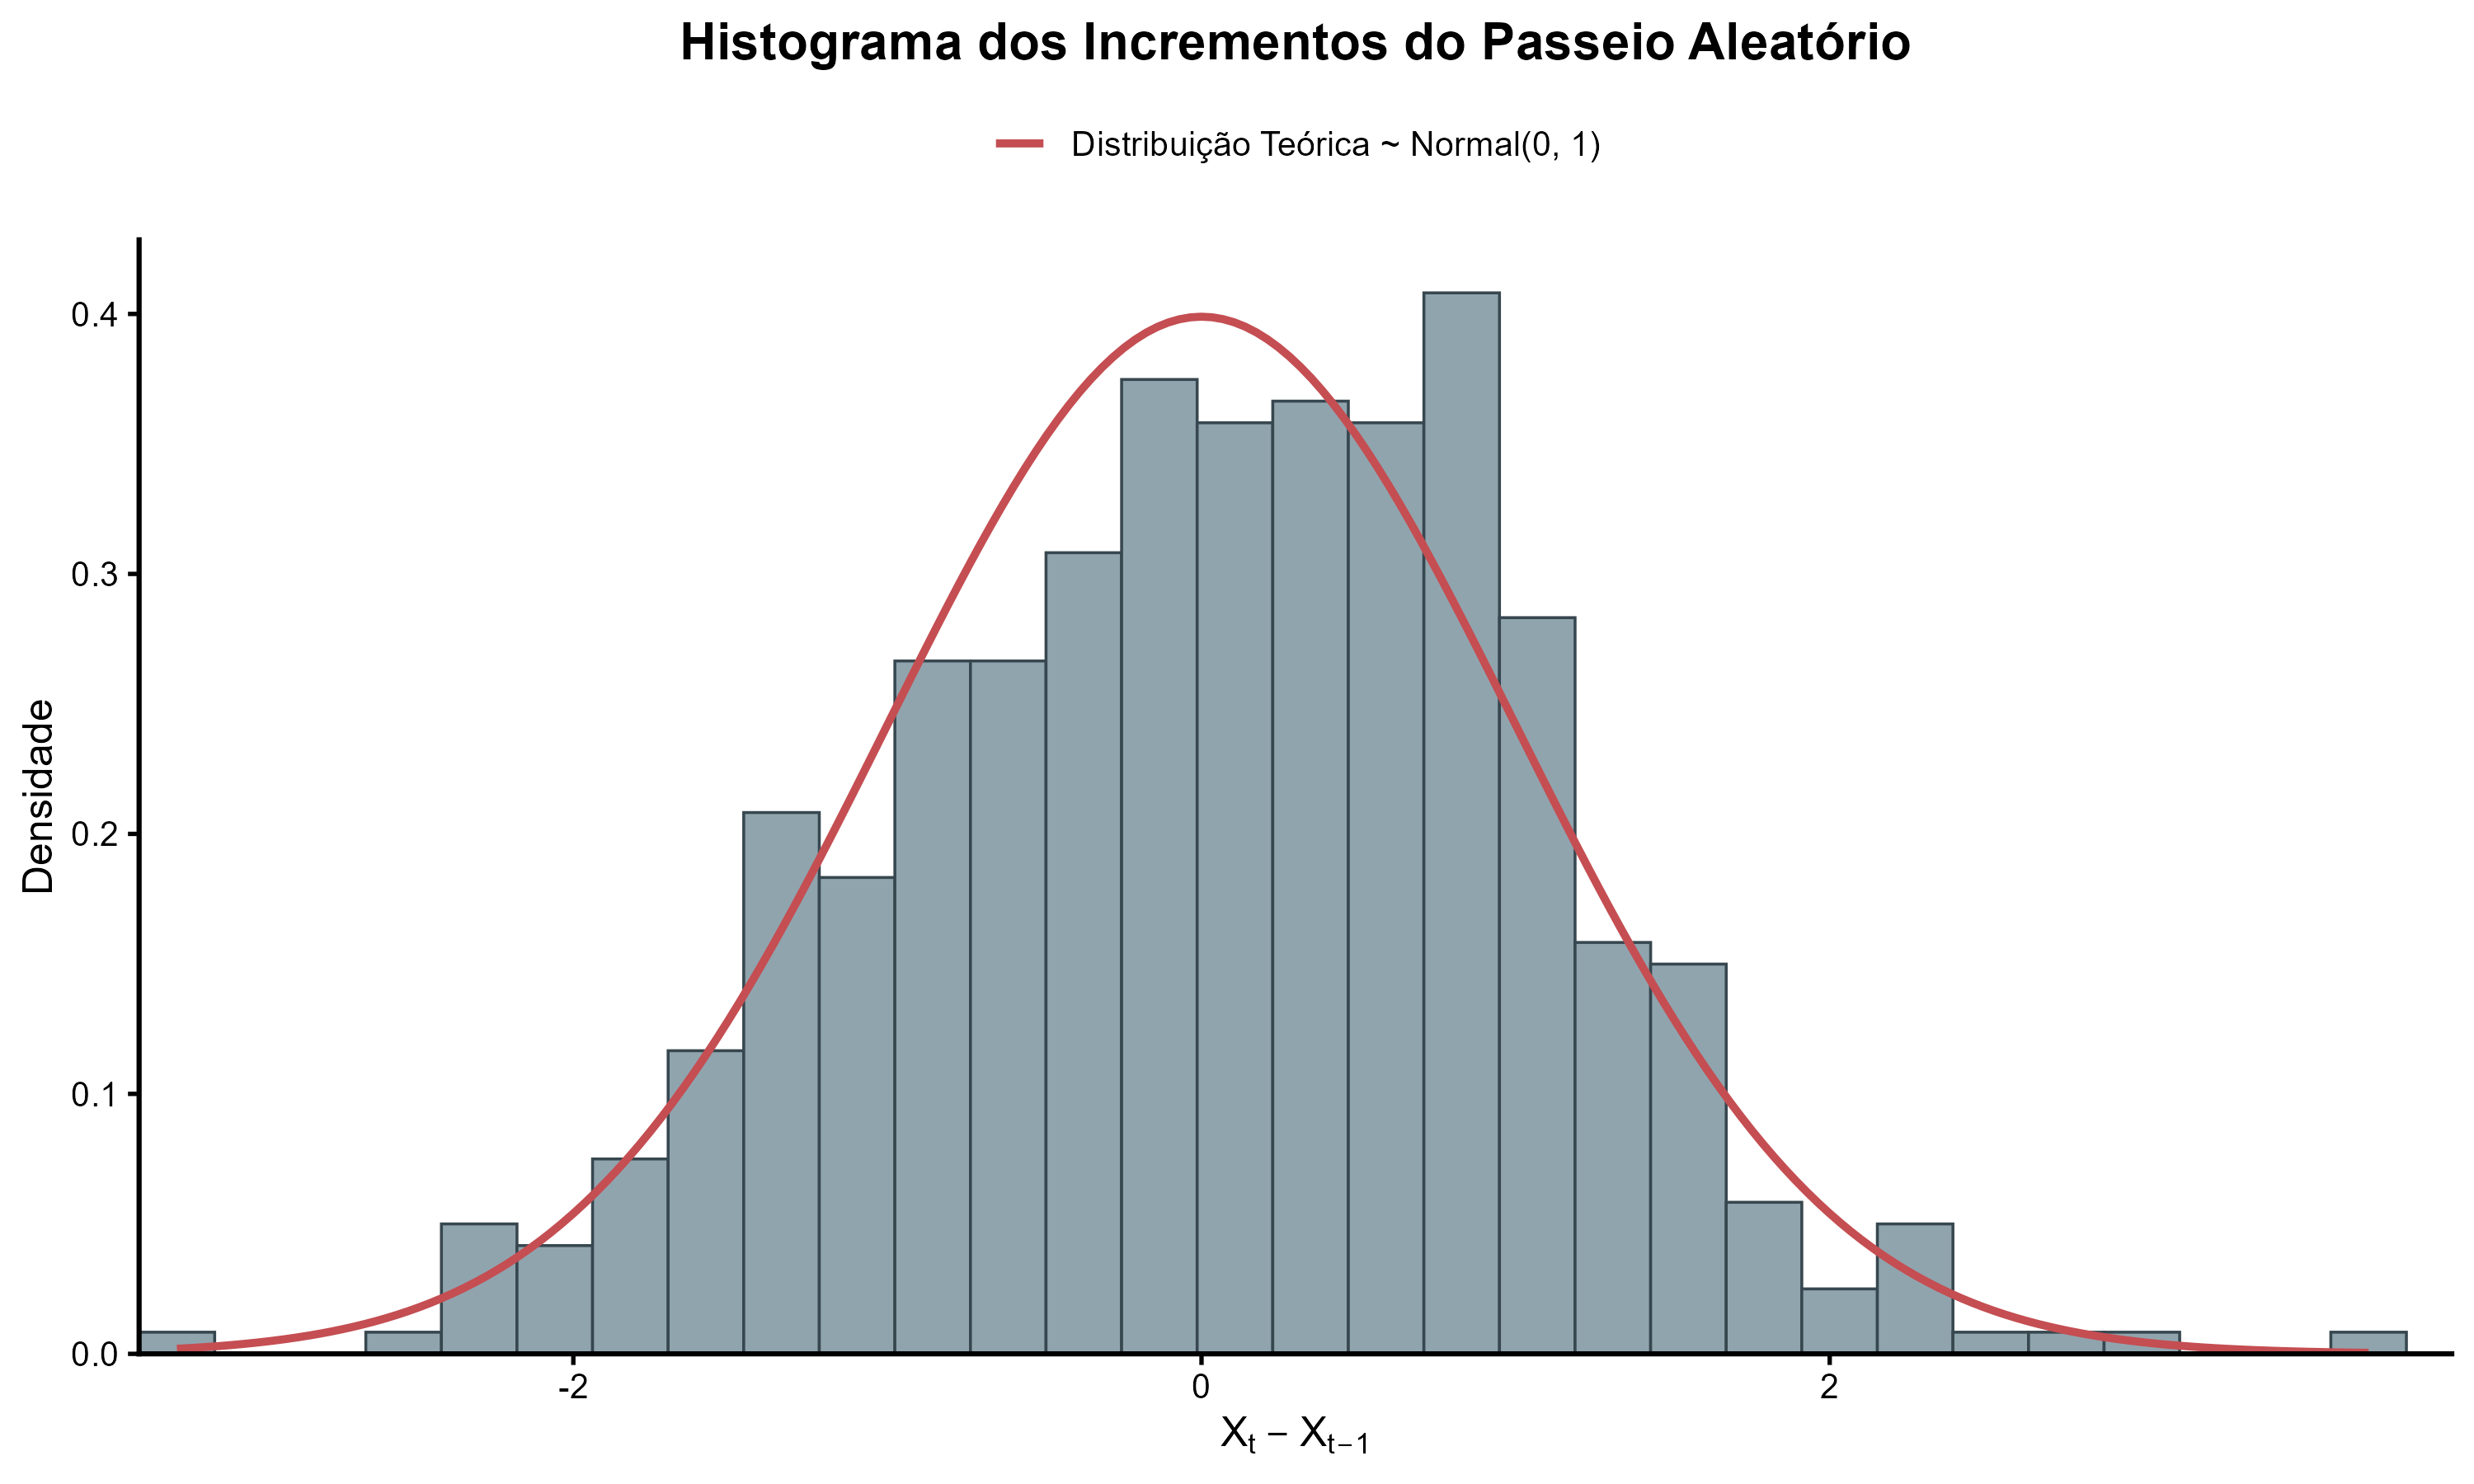 Histograma dos Incrementos do Passeio Aleatório
Distribuição Teórica ~ Normal(0, 1)
Densidade
0.4
0.3
0.2
0.1
0.0
-2 0 2
Xt − Xt−1